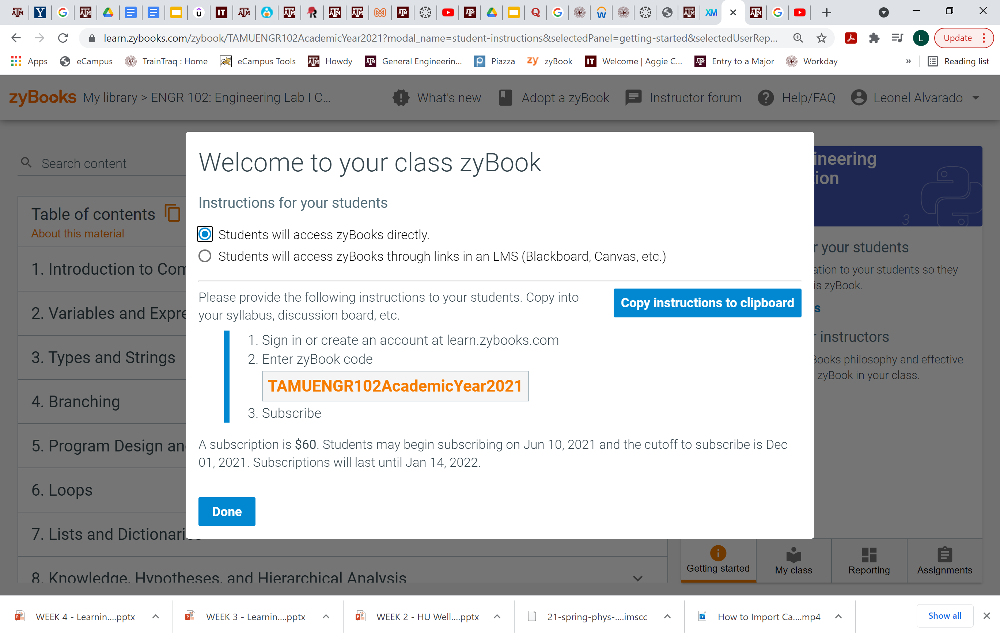 learn.zybooks.com/zybook/TAMUENGR102AcademicYear2021?modal_name=student-instructions&selectedPanel=getting-started&selectedUserRep...
Update
Apps eCampus TrainTraq : Home eCampus Tools Howdy General Engineerin... Piazza zyBook Welcome | Aggie C... Entry to a Major Workday » Reading list
zyBooks My library > ENGR 102: Engineering Lab I C... What's new Adopt a zyBook Instructor forum Help/FAQ Leonel Alvarado
Search content
Table of contents
About this material
1. Introduction to Com
2. Variables and Expre
3. Types and Strings
4. Branching
5. Program Design an
6. Loops
7. Lists and Dictionari
8. Knowledge, Hypotheses, and Hierarchical Analysis
Welcome to your class zyBook
Instructions for your students
Students will access zyBooks directly.
Students will access zyBooks through links in an LMS (Blackboard, Canvas, etc.)
Please provide the following instructions to your students. Copy into
your syllabus, discussion board, etc.
Copy instructions to clipboard
1. Sign in or create an account at learn.zybooks.com
2. Enter zyBook code
TAMUENGR102AcademicYear2021
3. Subscribe
A subscription is $60. Students may begin subscribing on Jun 10, 2021 and the cutoff to subscribe is Dec
01, 2021. Subscriptions will last until Jan 14, 2022.
Done
ineering
ion
3
r your students
ation to your students so they
is zyBook.
s
r instructors
Books philosophy and effective
zyBook in your class.
Getting started My class Reporting Assignments
WEEK 4 - Learnin....pptx WEEK 3 - Learnin....pptx WEEK 2 - HU Well....pptx 21-spring-phys-....imscc How to Import Ca....mp4 Show all